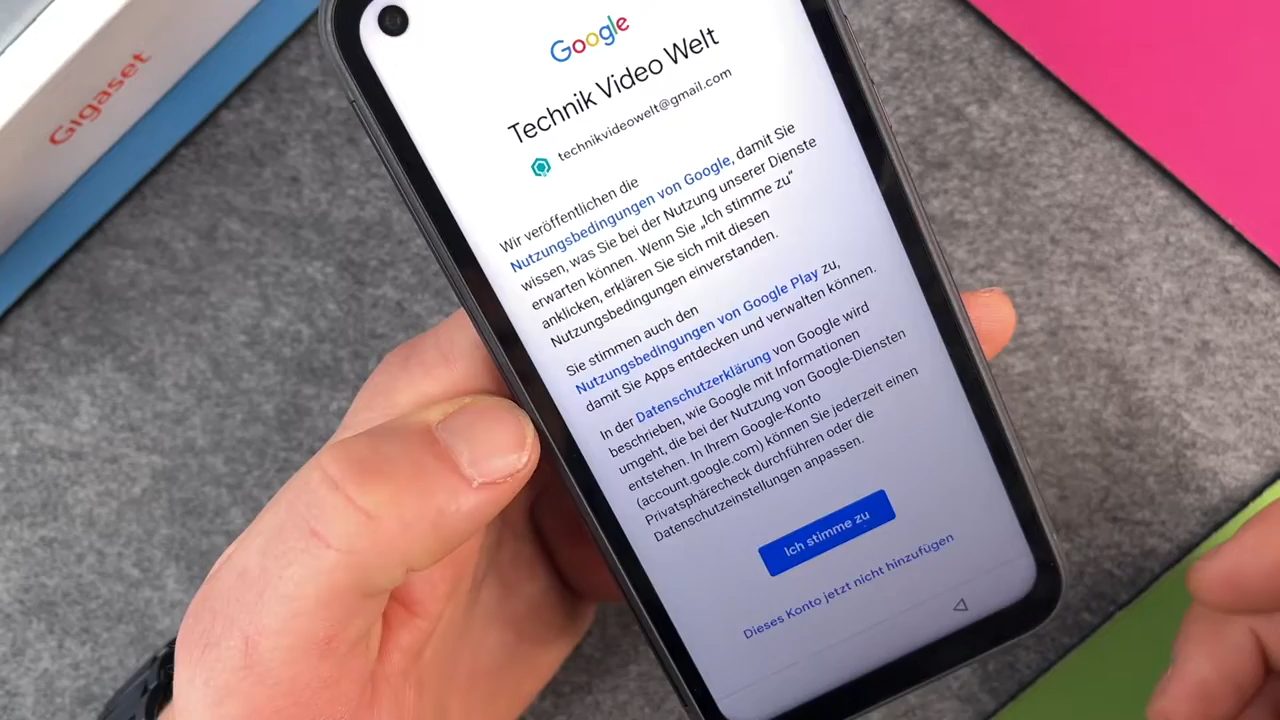 Gigaset
Google
Technik Video Welt
technikvideowelt@gmail.com
Wir veröffentlichen die
Nutzungsbedingungen von Google, damit Sie
wissen, was Sie bei der Nutzung unserer Dienste
erwarten können. Wenn Sie „Ich stimme zu“
anklicken, erklären Sie sich mit diesen
Nutzungsbedingungen einverstanden.
Sie stimmen auch den
Nutzungsbedingungen von Google Play zu,
damit Sie Apps entdecken und verwalten können.
In der Datenschutzerklärung von Google wird
beschrieben, wie Google mit Informationen
umgeht, die bei der Nutzung von Google-Diensten
entstehen. In Ihrem Google-Konto
(account.google.com) können Sie jederzeit einen
Privatsphärecheck durchführen oder die
Datenschutzeinstellungen anpassen.
Ich stimme zu
Dieses Konto jetzt nicht hinzufügen